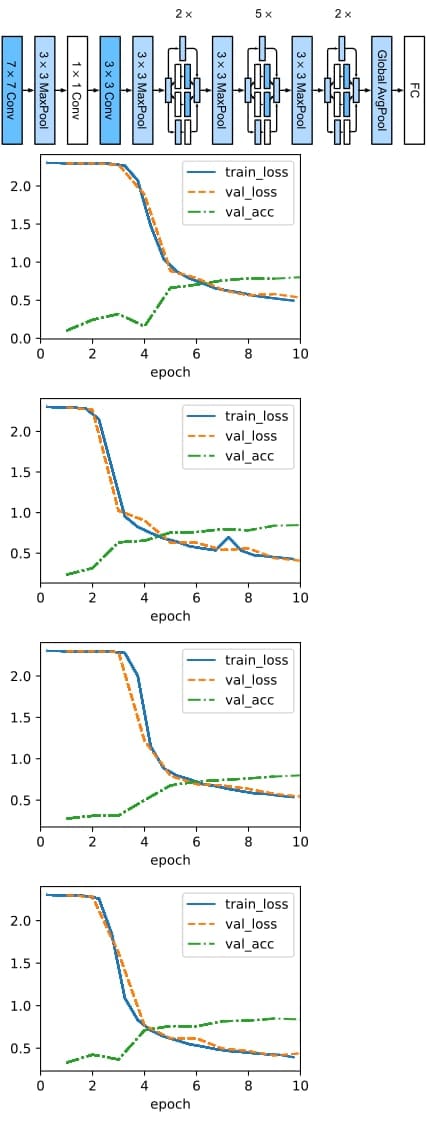 2 × 5 × 2 ×
7 × 7 Conv
3 × 3 MaxPool
1 × 1 Conv
3 × 3 Conv
3 × 3 MaxPool
3 × 3 MaxPool
3 × 3 MaxPool
Global AvgPool
FC
train_loss
val_loss
val_acc
2.0
1.5
1.0
0.5
0.0
0 2 4 6 8 10
epoch
train_loss
val_loss
val_acc
2.0
1.5
1.0
0.5
0 2 4 6 8 10
epoch
train_loss
val_loss
val_acc
2.0
1.5
1.0
0.5
0 2 4 6 8 10
epoch
train_loss
val_loss
val_acc
2.0
1.5
1.0
0.5
0 2 4 6 8 10
epoch